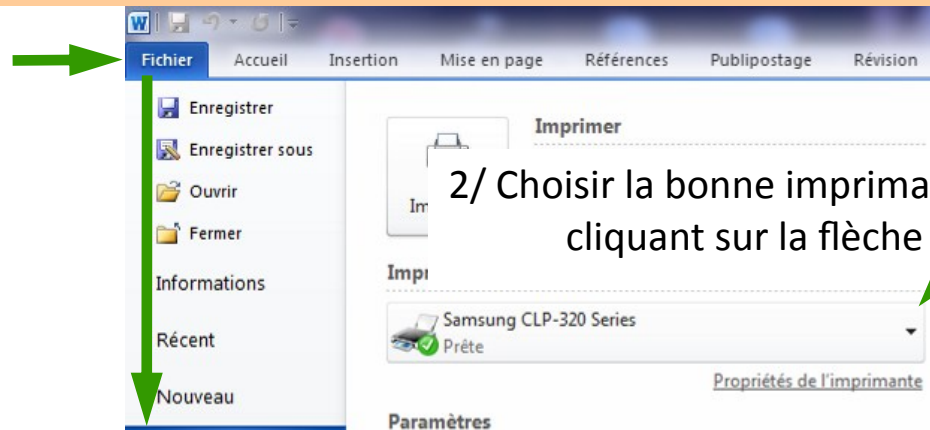 W
Fichier Accueil Insertion Mise en page Références Publipostage Révision
Enregistrer
Enregistrer sous
Ouvrir
Fermer
Informations
Récent
Nouveau
Imprimer
2/ Choisir la bonne
cliquant sur la flèche
Samsung CLP-320 Series
Prête
Propriétés de l'imprimante
Paramètres